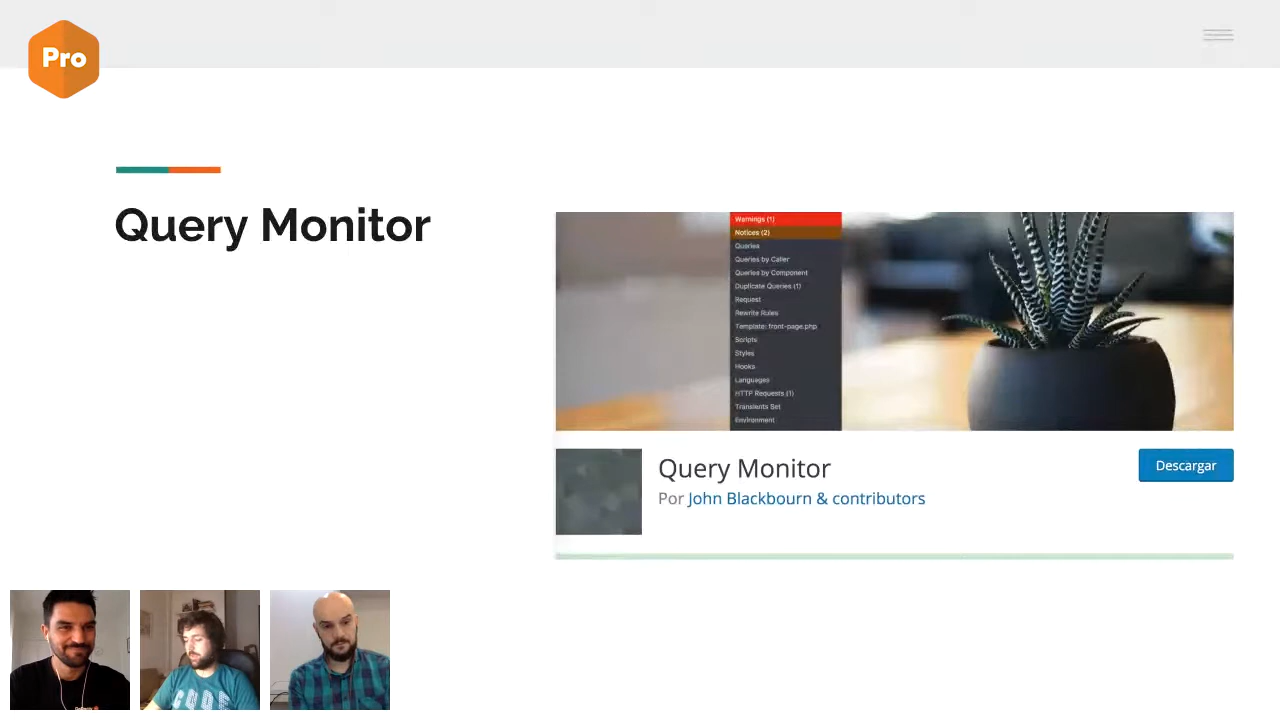 Pro
Query Monitor
Warnings (1)
Notices (2)
Queries
Queries by Caller
Queries by Component
Duplicate Queries (1)
Request
Rewrite Rules
Template: front-page.php
Scripts
Styles
Hooks
Languages
HTTP Requests (1)
Transients Set
Environment
Query Monitor
Por John Blackbourn & contributors
Descargar
CODE